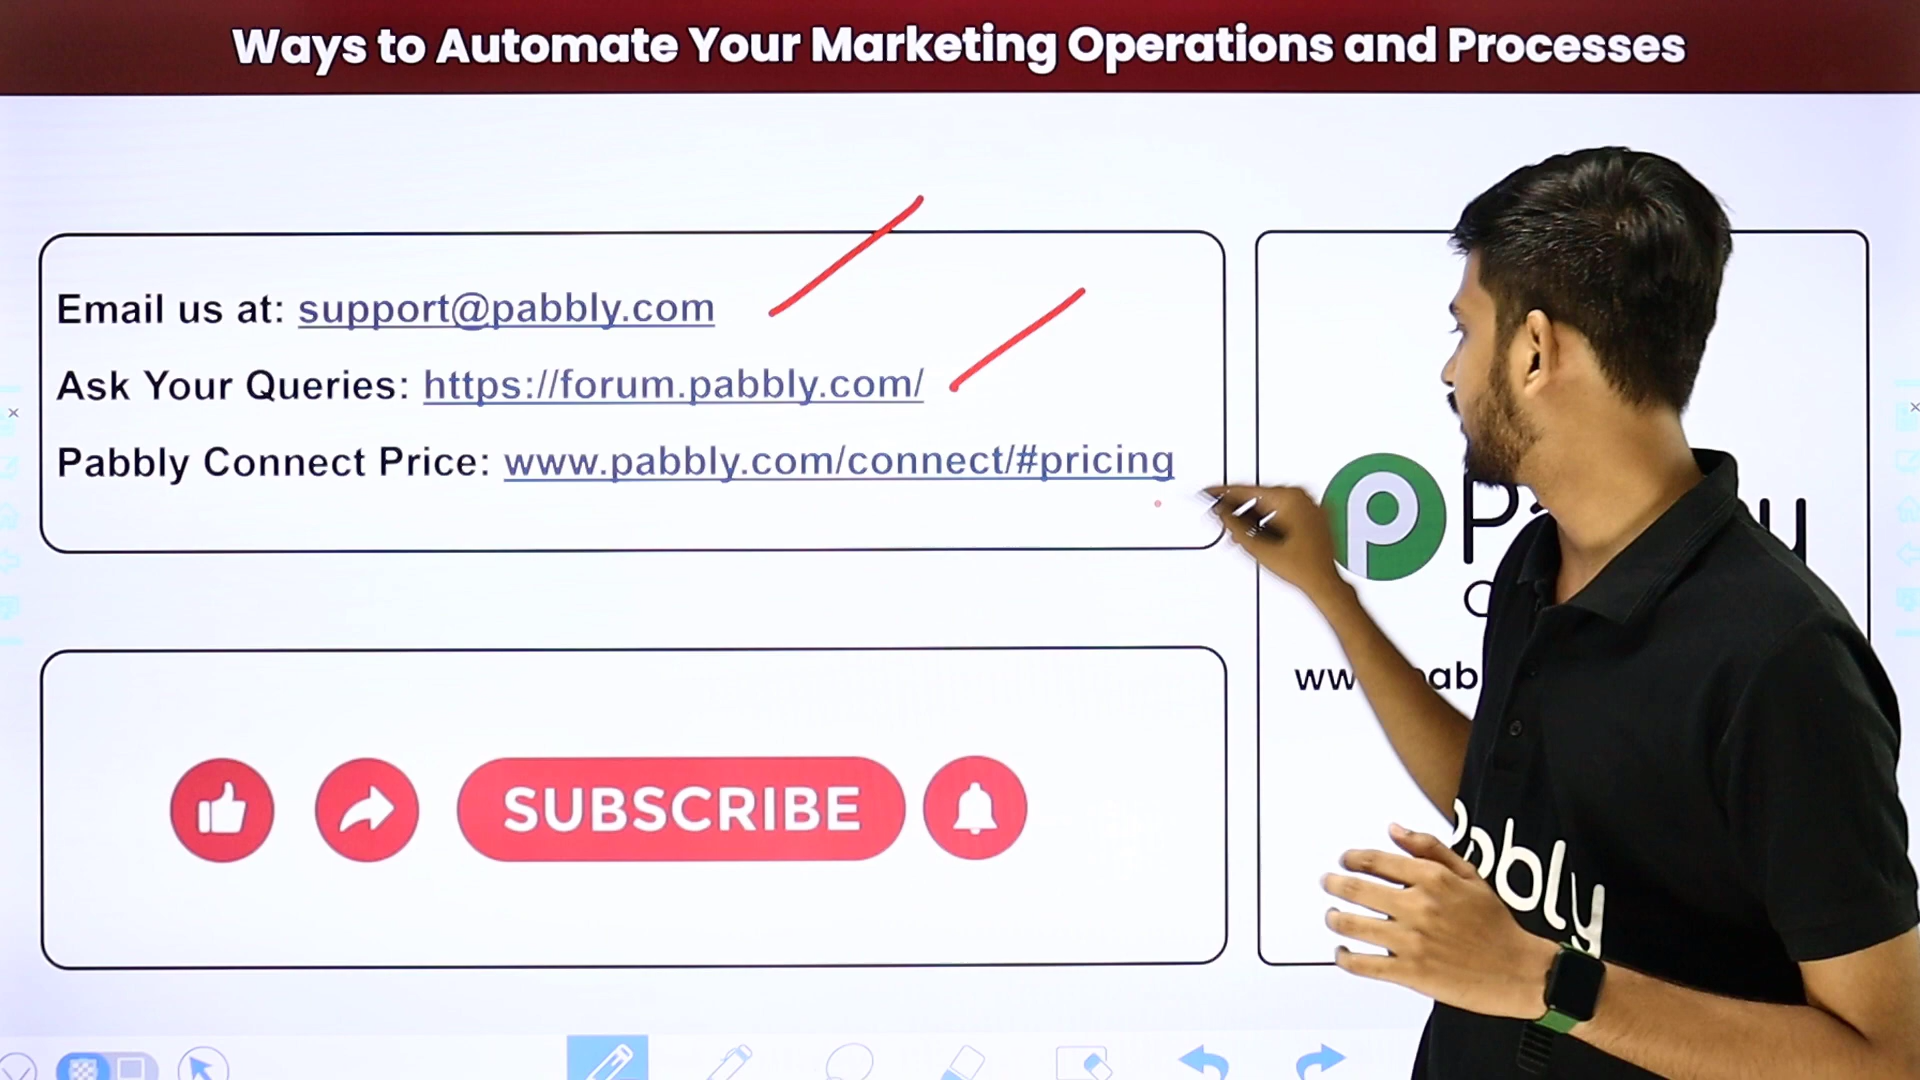 Ways to Automate Your Marketing Operations and Processes
Email us at: support@pabbly.com
Ask Your Queries: https://forum.pabbly.com/
Pabbly Connect Price: www.pabbly.com/connect/#pricing
SUBSCRIBE